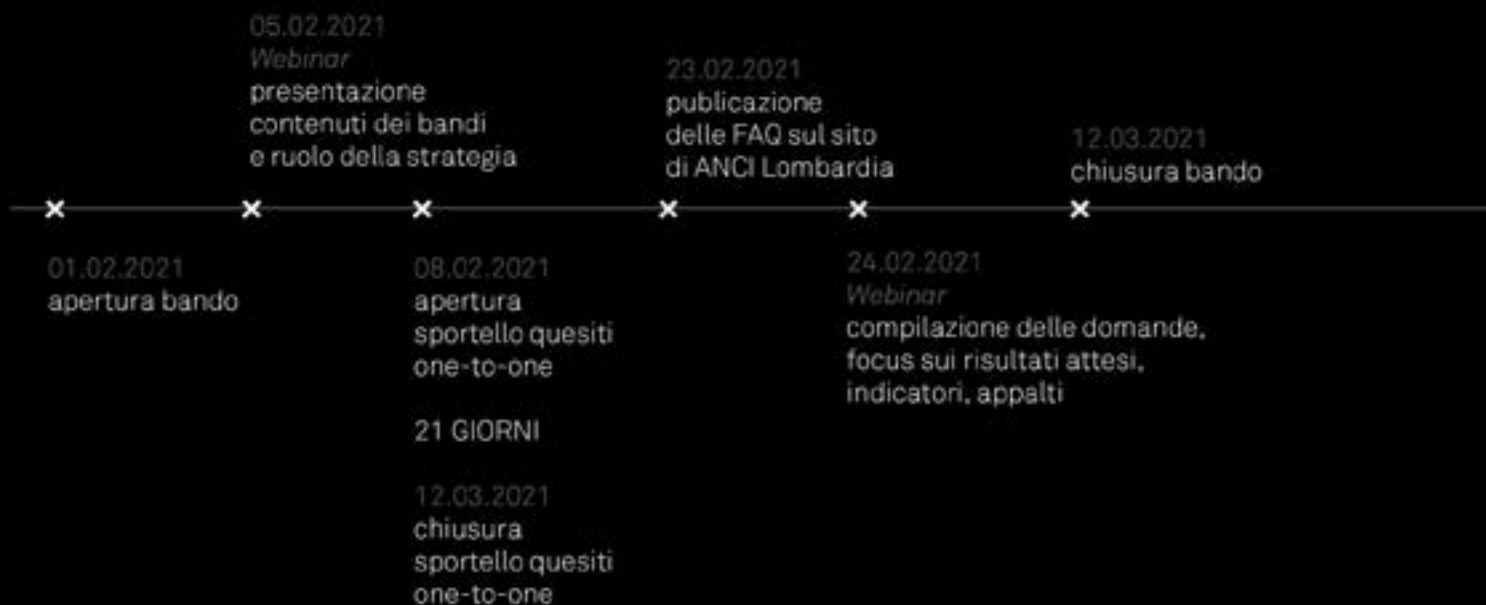 05.02.2021
Webinar
presentazione
contenuti dei bandi
e ruolo della strategia
23.02.2021
publicazione
delle FAQ sul sito
di ANCI Lombardia
12.03.2021
chiusura bando
01.02.2021
apertura bando
08.02.2021
apertura
sportello quesiti
one-to-one
21 GIORNI
12.03.2021
chiusura
sportello quesiti
one-to-one
24.02.2021
Webinar
compilazione delle domande,
focus sui risultati attesi,
indicatori, appalti